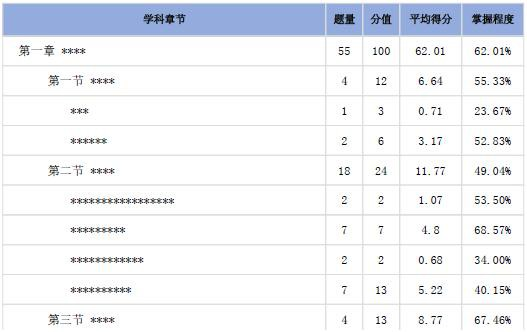 学科章节 题量 分值 平均得分 掌握程度
第一章 **** 55 100 62.01 62.01%
第一节 **** 4 12 6.64 55.33%
*** 1 3 0.71 23.67%
****** 2 6 3.17 52.83%
第二节 **** 18 24 11.77 49.04%
***************** 2 2 1.07 53.50%
********* 7 7 4.8 68.57%
************ 2 2 0.68 34.00%
********** 7 13 5.22 40.15%
第三节 **** 4 13 8.77 67.46%